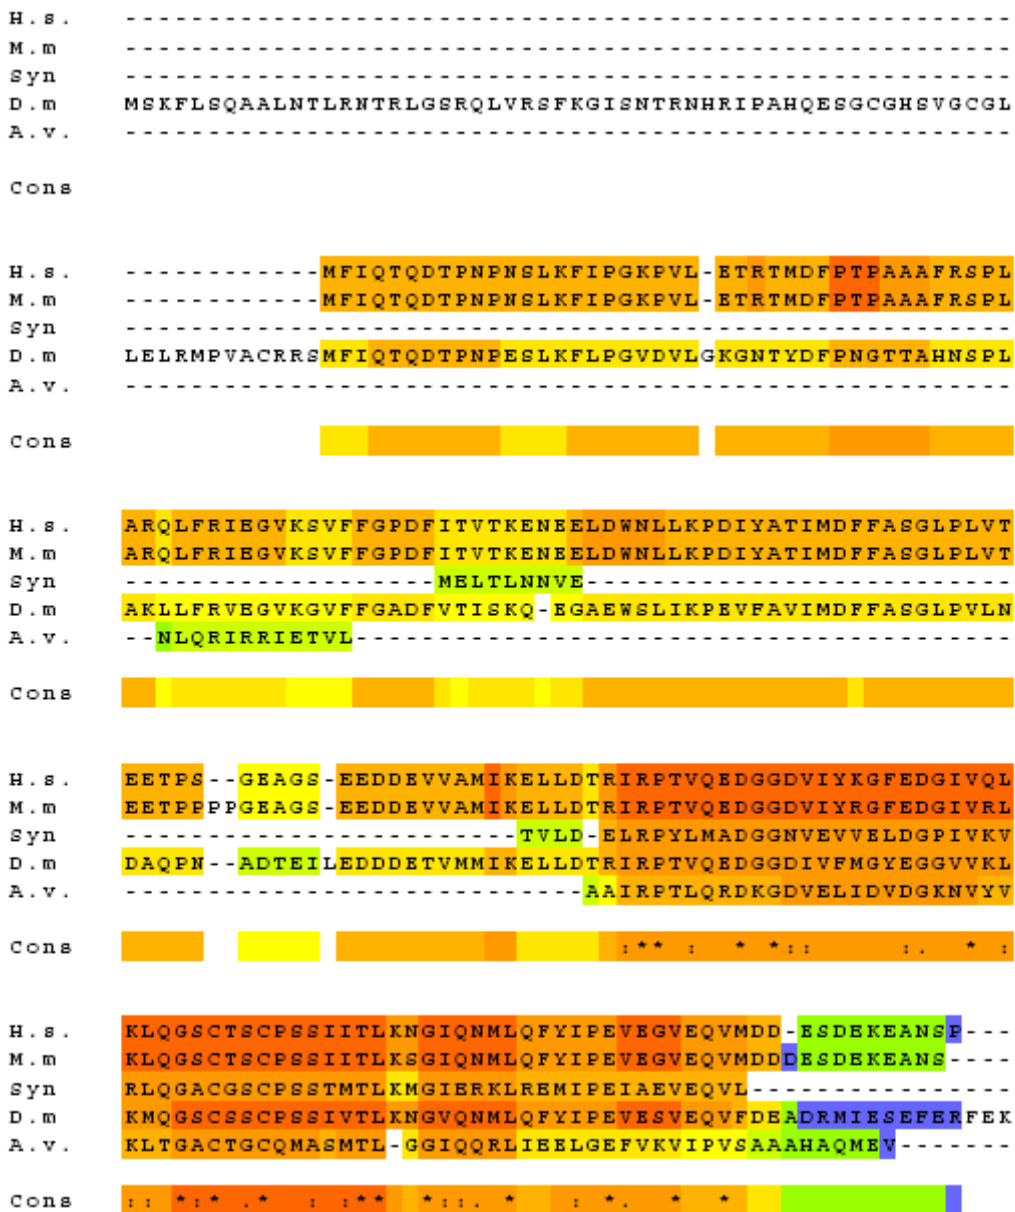 H.s. ------------------------------------------------------
M.m ------------------------------------------------------
Syn ------------------------------------------------------
D.m MSKFLSQAALNTLRNTRLGSRQLVRSFKGISNTRNHRIPAHQESGCGHSVGCGL
A.v. ------------------------------------------------------
Cons
H.s. ------------MFIQTQDTPNPNSLKFIPGKPVL-ETRTMDFPTPAAAFRSPL
M.m ------------MFIQTQDTPNPNSLKFIPGKPVL-ETRTMDFPTPAAAFRSPL
Syn ------------------------------------------------------
D.m LELRMPVACRRSMFIQTQDTPNPESLKFLPGVDVLGKGNTYDFPNGTTAHNSPL
A.v. ------------------------------------------------------
Cons
H.s. ARQLFRIEGVKSVFFGPDFITVTKENEELDWNLLKPDIYATIMDFFASGLPLVT
M.m ARQLFRIEGVKSVFFGPDFITVTKENEELDWNLLKPDIYATIMDFFASGLPLVT
Syn -------------------MELTLNNVE--------------------------
D.m AKLLFRVEGVKGVFFGADFVTISKQ-EGAEWSLIKPEVFAVIMDFFASGLPVLN
A.v. --NLQRIRRIETVL----------------------------------------
Cons
H.s. EETPS--GEAGS-EEDDEVVAMIKELLDTRIRPTVQEDGGDVIYKGFEDGIVQL
M.m EETPPPPGEAGS-EEDDEVVAMIKELLDTRIRPTVQEDGGDVIYRGFEDGIVRL
Syn ------------------------TVLD-ELRPYLMADGGNVEVVELDGPIVKV
D.m DAQPN--ADTEILEDDDETVMMIKELLDTRIRPTVQEDGGDIVFMGYEGGVVKL
A.v. ----------------------------AAIRPTLQRDKGDVELIDVDGKNVYV
Cons :** : * *:: :. * :
H.s. KLQGSCTSCPSSIITLKNGIQNMLQFYIPEVEGVEQVMDD-ESDEKEANSP---
M.m KLQGSCTSCPSSIITLKSGIQNMLQFYIPEVEGVEQVMDDDESDEKEANS----
Syn RLQGACGSCPSSTMTLKMGIERKLREMIPEIAEVEQVL----------------
D.m KMQGSCSSCPSSIVTLKNGVQNMLQFYIPEVESVEQVFDEADRMIESEFERFEK
A.v. KLTGACTGCQMASMTL-GGIQQRLIEELGEFVKVIPVSAAAHAQMEV-------
Cons :: *:* .* : :** *::. * : *. * *